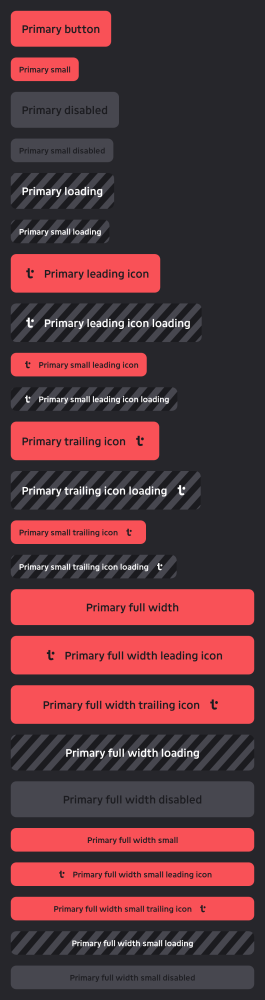 Primary button
Primary small
Primary disabled
Primary small disabled
Primary loading
Primary small loading
Primary leading icon
Primary leading icon loading
Primary small leading icon
Primary small leading icon loading
Primary trailing icon
Primary trailing icon loading
Primary small trailing icon
Primary small trailing icon loading
Primary full width
Primary full width leading icon
Primary full width trailing icon
Primary full width loading
Primary full width disabled
Primary full width small
Primary full width small leading icon
Primary full width small trailing icon
Primary full width small loading
Primary full width small disabled